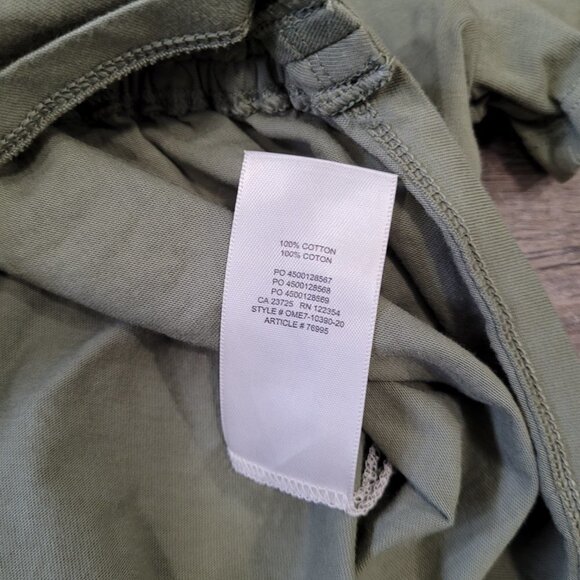 100% COTTON
100% COTON
PO 4500128567
PO 4500128568
PO 4500128569
CA 23725 RN 122354
STYLE # OME7-10390-20
ARTICLE # 76995